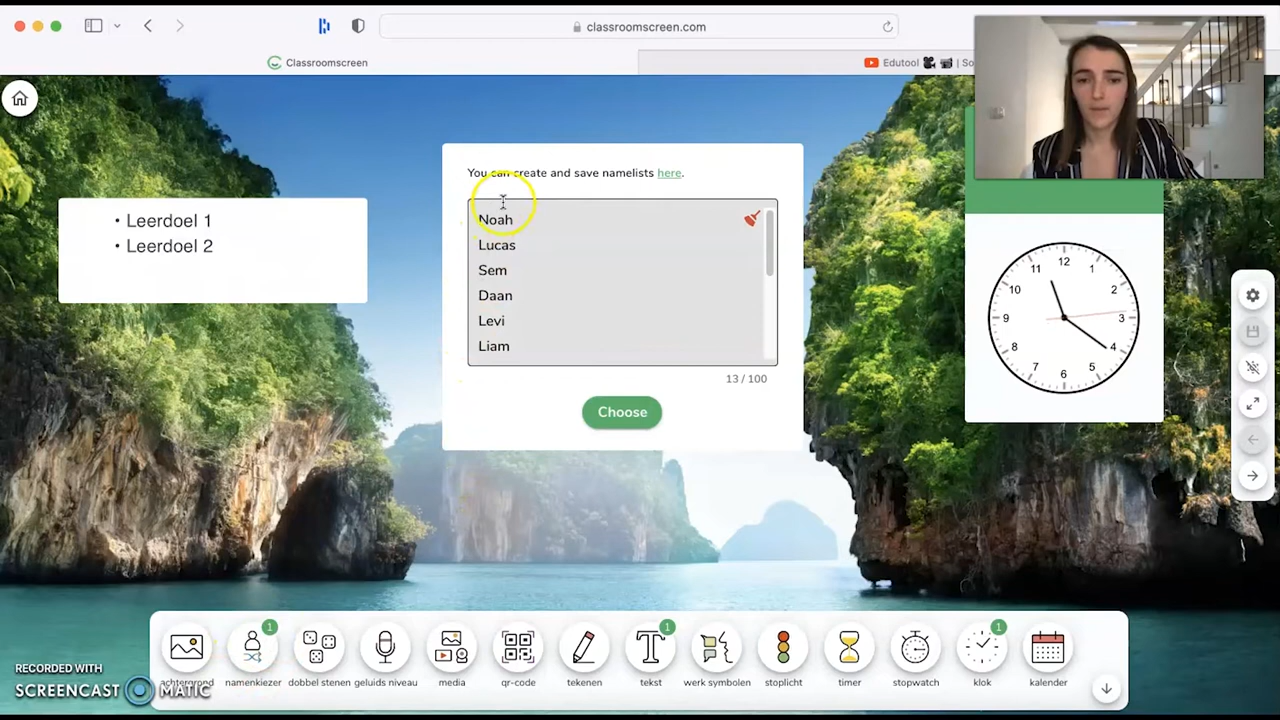 classroomscreen.com
Classroomscreen
Edutool 🎥 📹 | So
You can create and save namelists here.
Noah
Lucas
Sem
Daan
Levi
Liam
13 / 100
Choose
• Leerdoel 1
• Leerdoel 2
12
11 1
10 2
9 3
8 4
7 5
6
1 1 1
achtergrond namenkiezer dobbel stenen geluids niveau media qr-code tekenen tekst werk symbolen stoplicht timer stopwatch klok kalender
RECORDED WITH
SCREENCAST MATIC